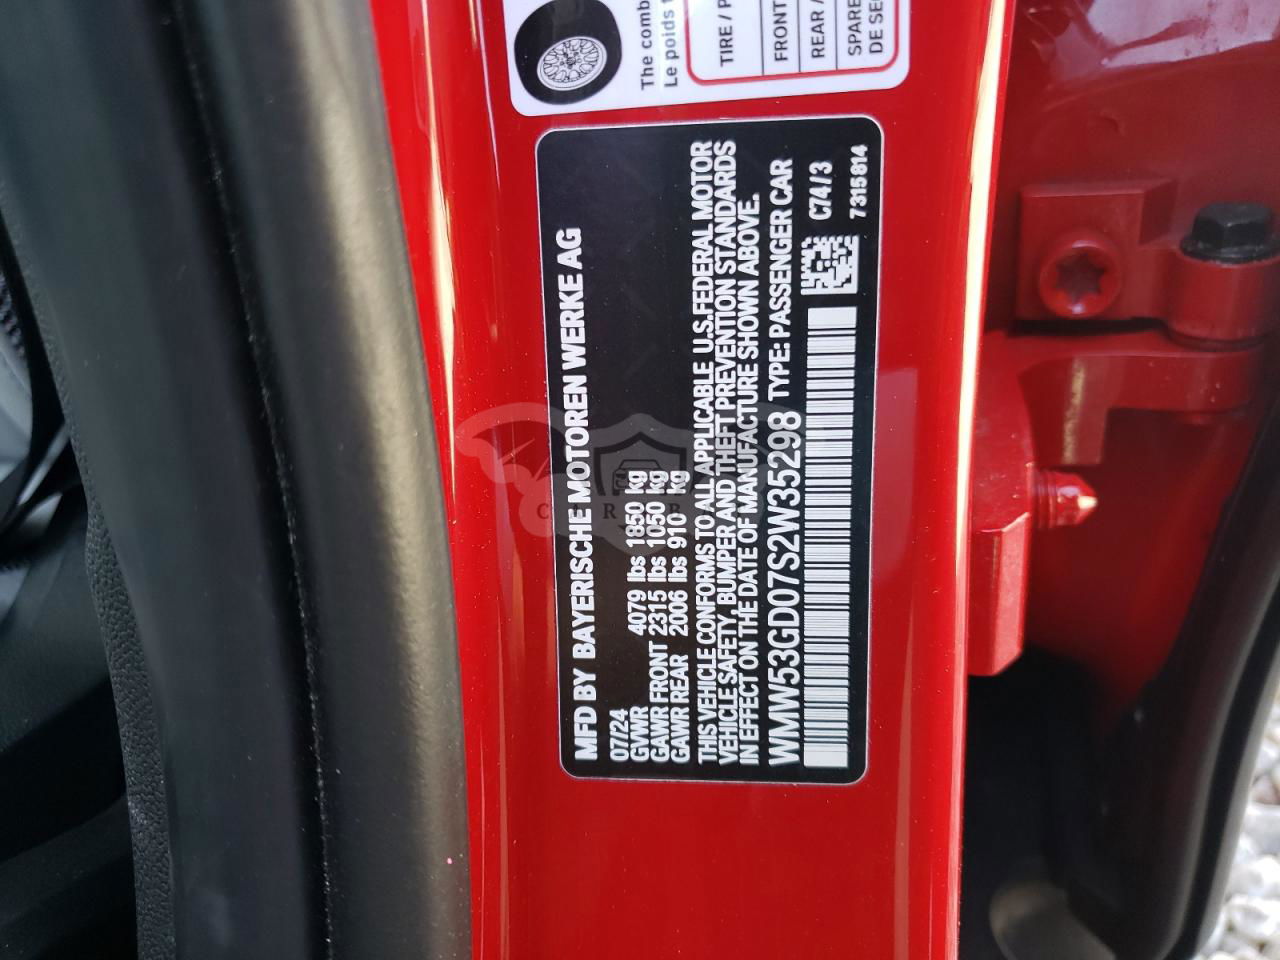 The comb
Le poids t
TIRE / P
FRONT
REAR /
SPARE
DE SEC
MFD BY BAYERISCHE MOTOREN WERKE AG
07/24
GVWR 4079 lbs 1850 kg
GAWR FRONT 2315 lbs 1050 kg
GAWR REAR 2006 lbs 910 kg
THIS VEHICLE CONFORMS TO ALL APPLICABLE U.S.FEDERAL MOTOR
VEHICLE SAFETY, BUMPER AND THEFT PREVENTION STANDARDS
IN EFFECT ON THE DATE OF MANUFACTURE SHOWN ABOVE.
WMW53GD07S2W35298 TYPE: PASSENGER CAR
C74/3
7315814